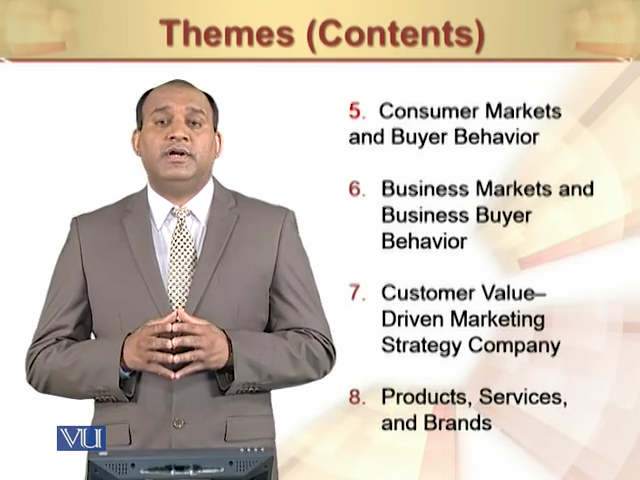 Themes (Contents)
5. Consumer Markets
and Buyer Behavior
6. Business Markets and
Business Buyer
Behavior
7. Customer Value–
Driven Marketing
Strategy Company
8. Products, Services,
and Brands
VU